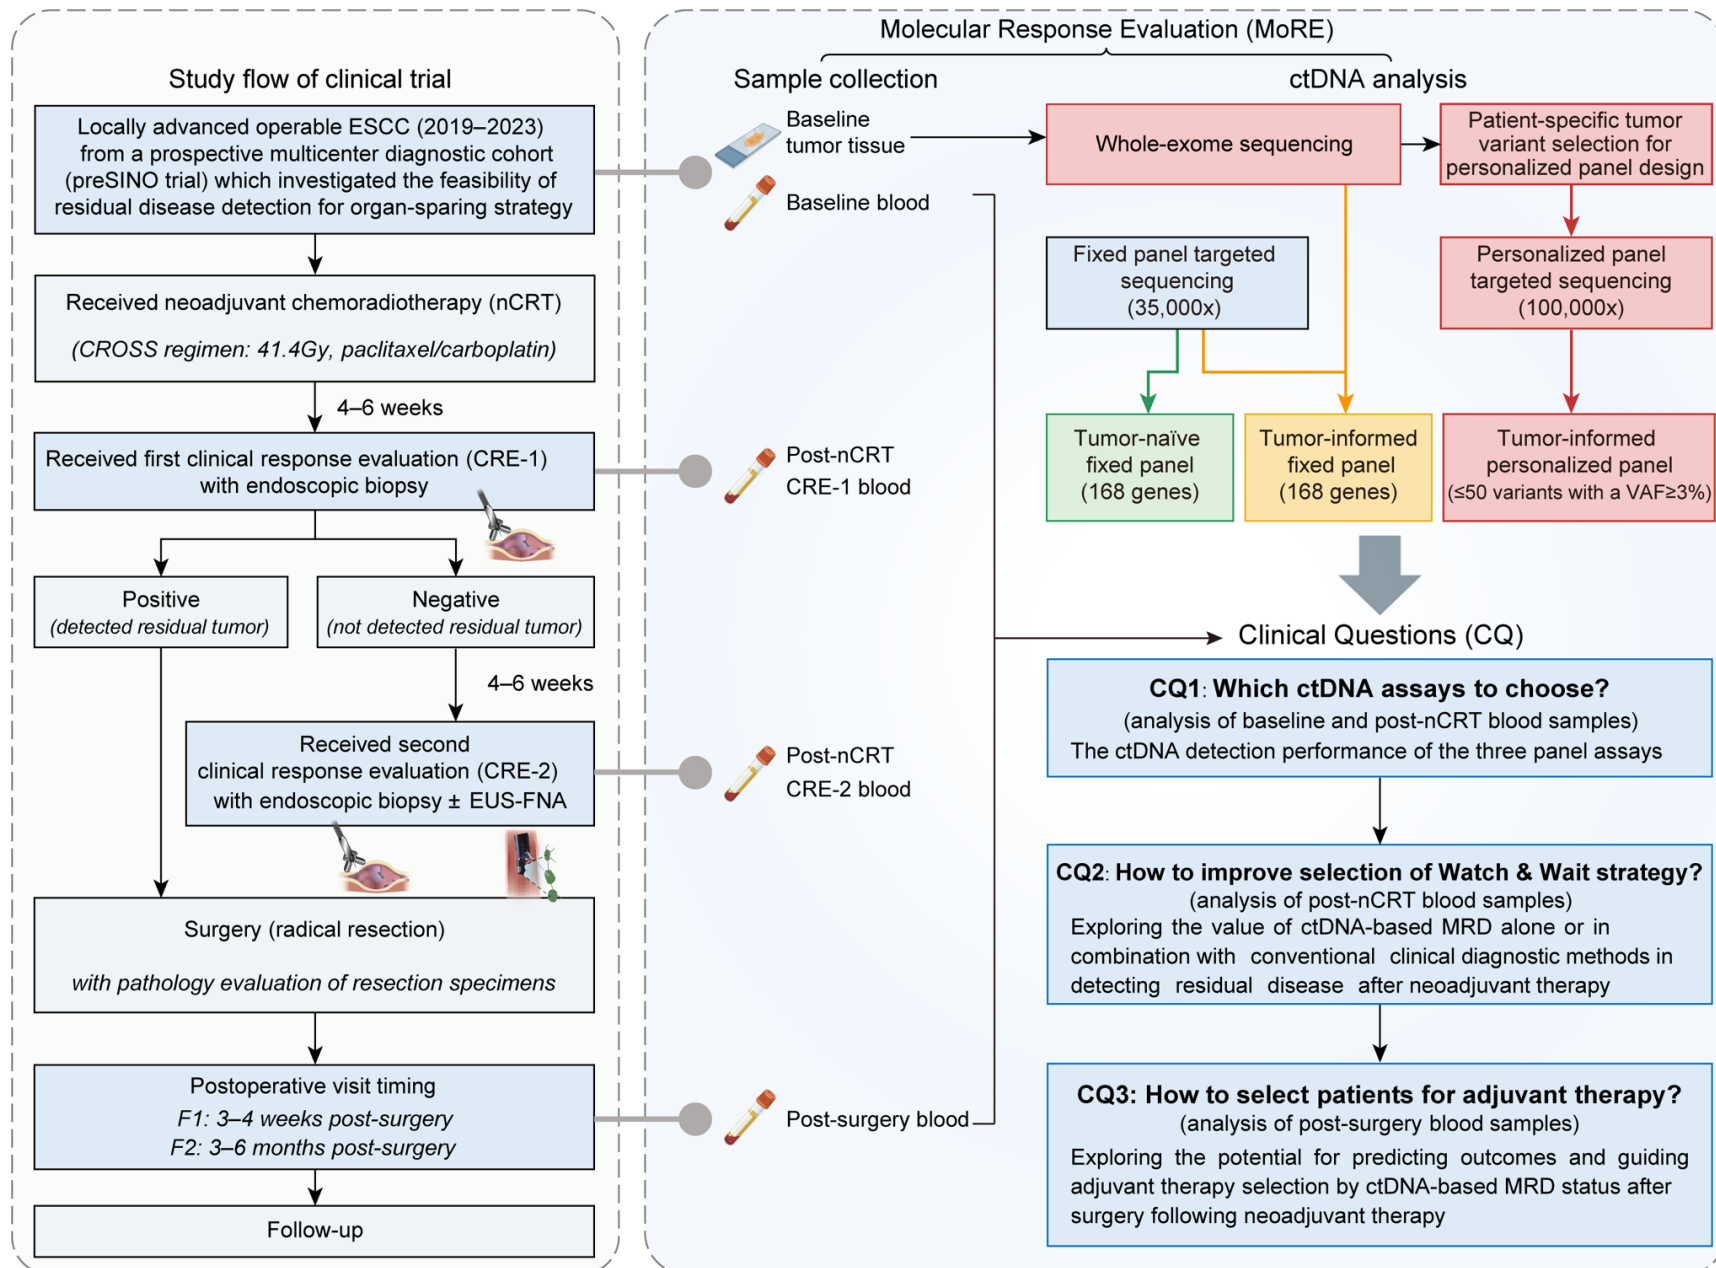 Study flow of clinical trial
Locally advanced operable ESCC (2019–2023)
from a prospective multicenter diagnostic cohort
(preSINO trial) which investigated the feasibility of
residual disease detection for organ-sparing strategy
Received neoadjuvant chemoradiotherapy (nCRT)
(CROSS regimen: 41.4Gy, paclitaxel/carboplatin)
4–6 weeks
Received first clinical response evaluation (CRE-1)
with endoscopic biopsy
Positive
(detected residual tumor)
Negative
(not detected residual tumor)
4–6 weeks
Received second
clinical response evaluation (CRE-2)
with endoscopic biopsy ± EUS-FNA
Surgery (radical resection)
with pathology evaluation of resection specimens
Postoperative visit timing
F1: 3–4 weeks post-surgery
F2: 3–6 months post-surgery
Follow-up
Molecular Response Evaluation (MoRE)
Sample collection
Baseline
tumor tissue
Baseline blood
Post-nCRT
CRE-1 blood
Post-nCRT
CRE-2 blood
Post-surgery blood
ctDNA analysis
Whole-exome sequencing
Patient-specific tumor
variant selection for
personalized panel design
Fixed panel targeted
sequencing
(35,000x)
Personalized panel
targeted sequencing
(100,000x)
Tumor-naïve
fixed panel
(168 genes)
Tumor-informed
fixed panel
(168 genes)
Tumor-informed
personalized panel
(≤50 variants with a VAF≥3%)
Clinical Questions (CQ)
CQ1: Which ctDNA assays to choose?
(analysis of baseline and post-nCRT blood samples)
The ctDNA detection performance of the three panel assays
CQ2: How to improve selection of Watch & Wait strategy?
(analysis of post-nCRT blood samples)
Exploring the value of ctDNA-based MRD alone or in
combination with conventional clinical diagnostic methods in
detecting residual disease after neoadjuvant therapy
CQ3: How to select patients for adjuvant therapy?
(analysis of post-surgery blood samples)
Exploring the potential for predicting outcomes and guiding
adjuvant therapy selection by ctDNA-based MRD status after
surgery following neoadjuvant therapy